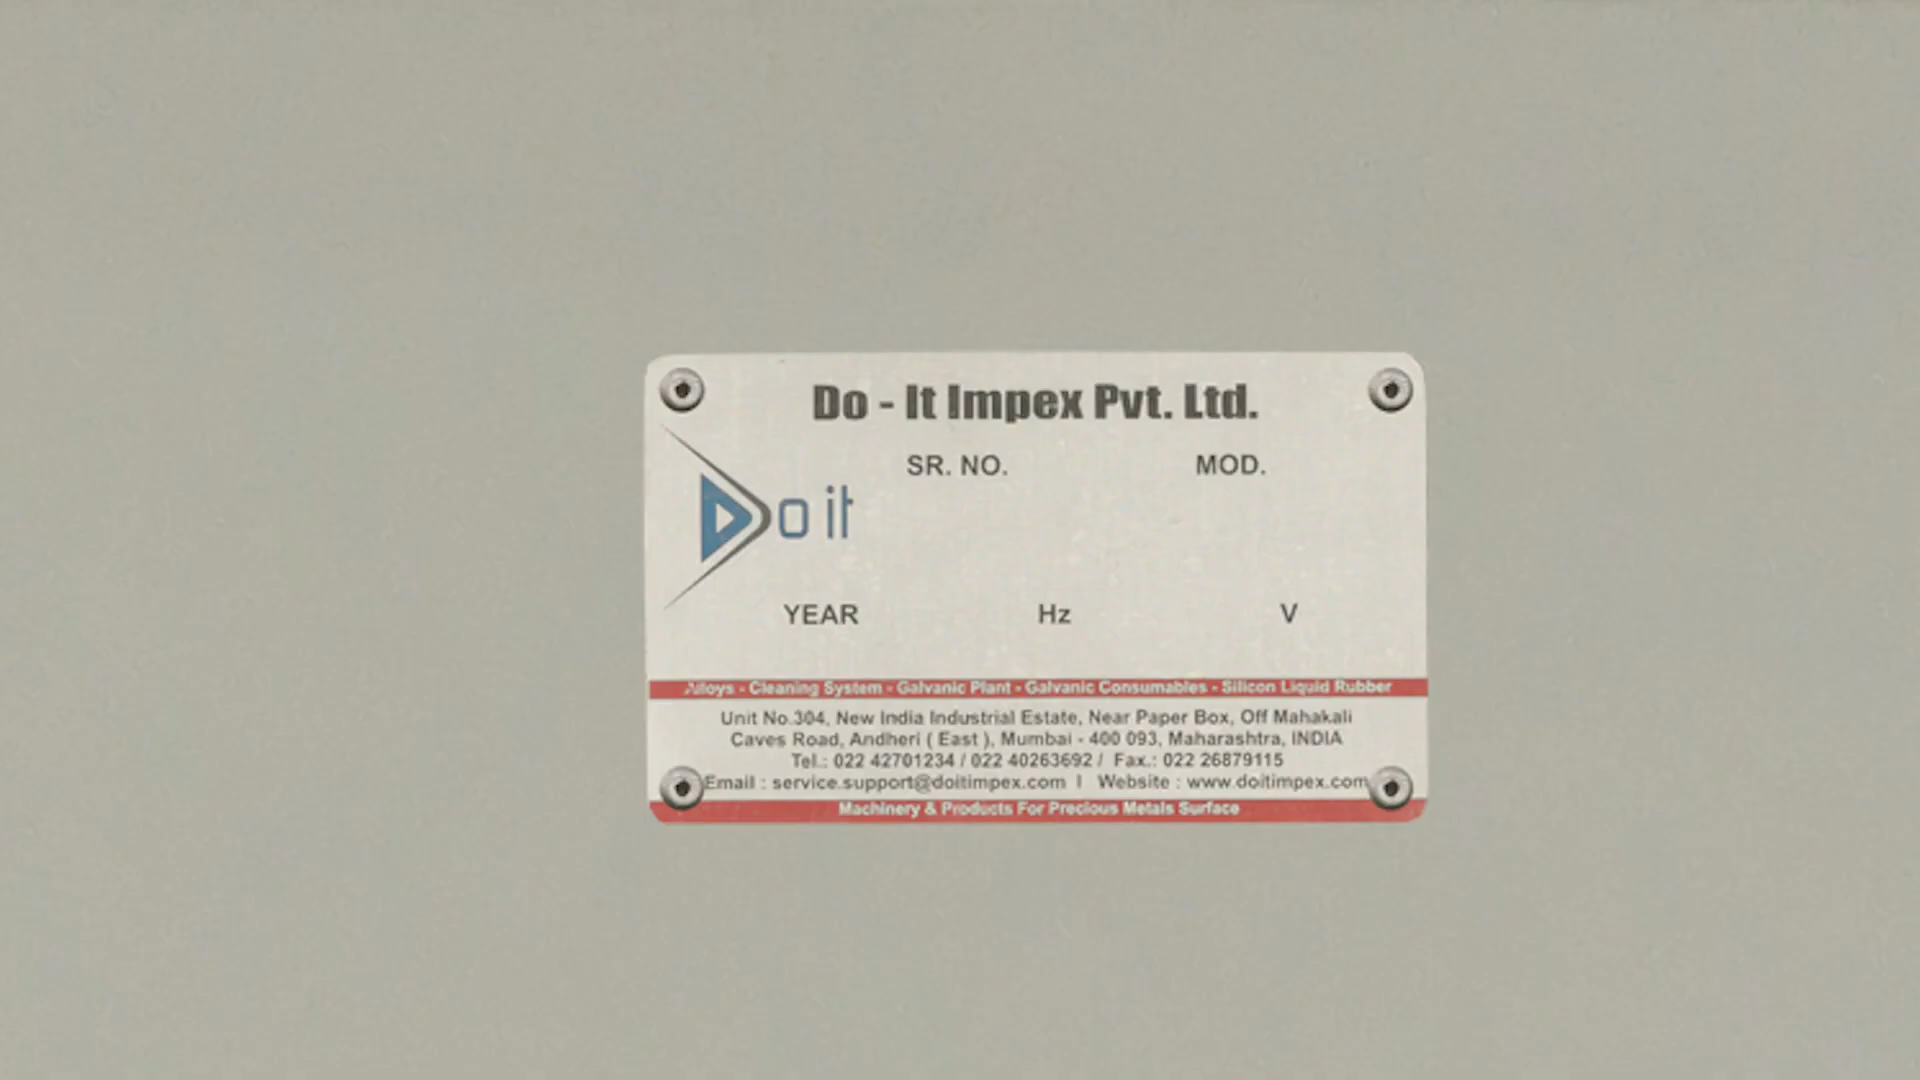 Do - It Impex Pvt. Ltd.
SR. NO. MOD.
Do it
YEAR Hz V
Alloys - Cleaning System - Galvanic Plant - Galvanic Consumables - Silicon Liquid Rubber
Unit No.304, New India Industrial Estate, Near Paper Box, Off Mahakali
Caves Road, Andheri ( East ), Mumbai - 400 093, Maharashtra, INDIA
Tel.: 022 42701234 / 022 40263692 / Fax.: 022 26879115
Email : service.support@doitimpex.com I Website : www.doitimpex.com
Machinery & Products For Precious Metals Surface